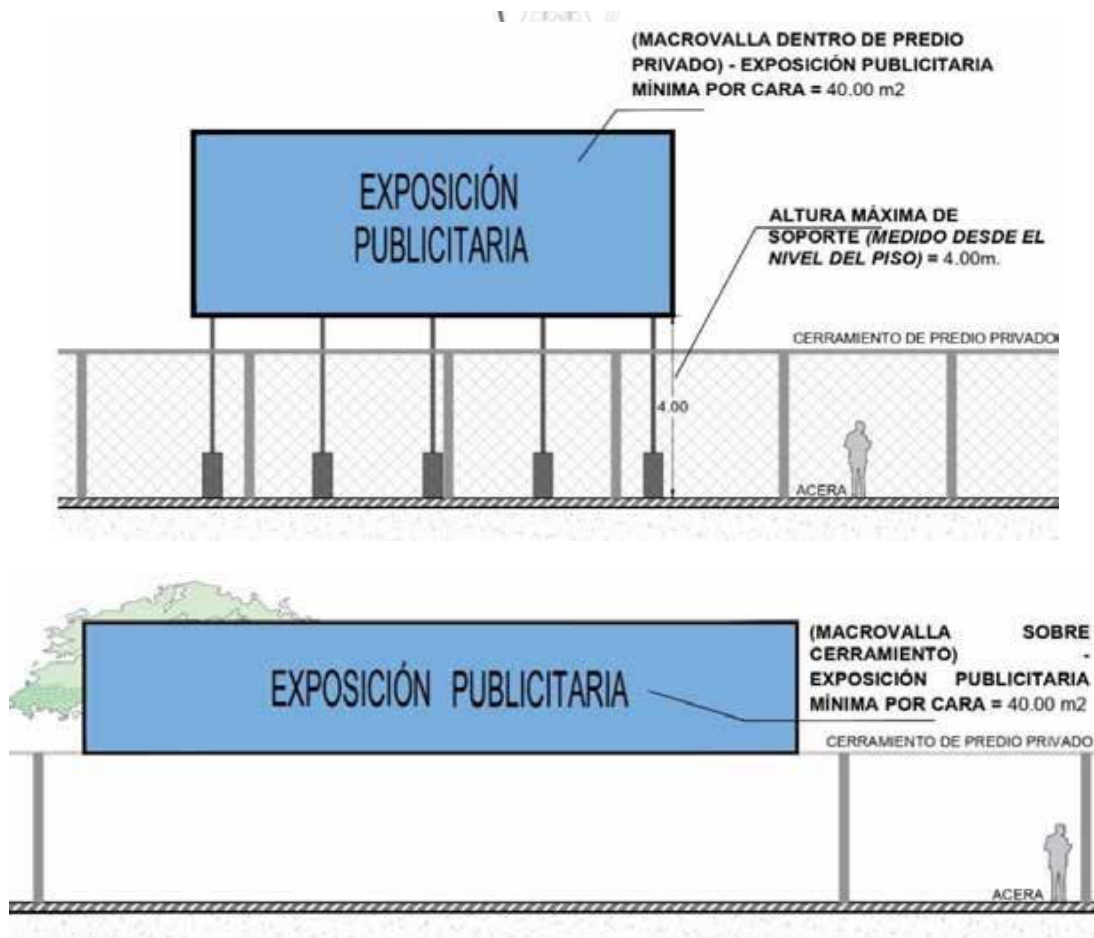 (MACROVALLA DENTRO DE PREDIO
PRIVADO) - EXPOSICIÓN PUBLICITARIA
MÍNIMA POR CARA = 40.00 m2
EXPOSICIÓN
PUBLICITARIA
ALTURA MÁXIMA DE
SOPORTE (MEDIDO DESDE EL
NIVEL DEL PISO) = 4.00m.
CERRAMIENTO DE PREDIO PRIVADO
4.00
ACERA
EXPOSICIÓN PUBLICITARIA
(MACROVALLA SOBRE
CERRAMIENTO) -
EXPOSICIÓN PUBLICITARIA
MÍNIMA POR CARA = 40.00 m2
CERRAMIENTO DE PREDIO PRIVADO
ACERA